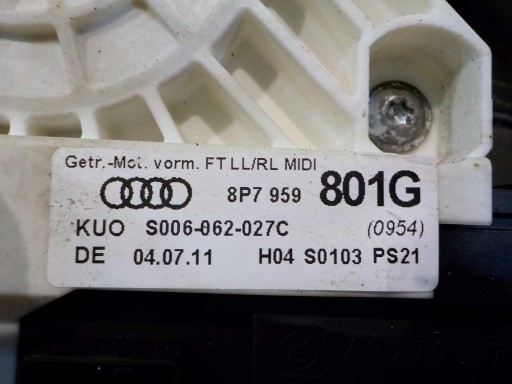 Getr.-Mot. vorm. FT LL/RL MIDI
8P7 959 801G
KUO S006-062-027C (0954)
DE 04.07.11 H04 S0103 PS21